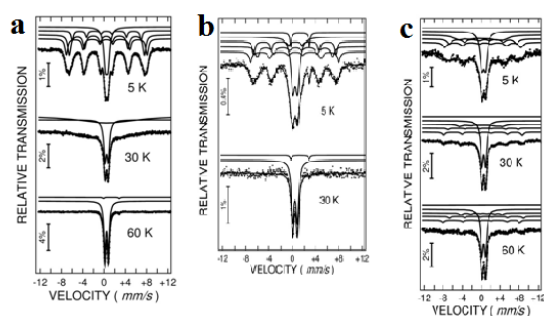 a
RELATIVE TRANSMISSION
1%
5 K
2%
30 K
4%
60 K
-12 -8 -4 0 +4 +8 +12
VELOCITY ( mm/s )
b
RELATIVE TRANSMISSION
0.4%
5 K
1%
30 K
-12 -8 -4 0 +4 +8 +12
VELOCITY ( mm/s )
c
RELATIVE TRANSMISSION
1%
5 K
2%
30 K
2%
60 K
-12 -8 -4 0 +4 +8 +12
VELOCITY ( mm/s )